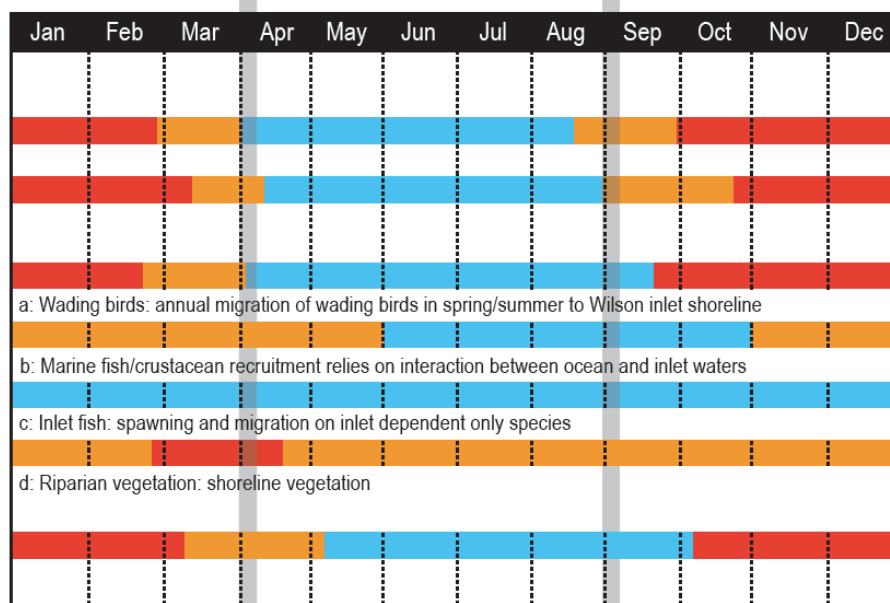 Jan Feb Mar Apr May Jun Jul Aug Sep Oct Nov Dec
a: Wading birds: annual migration of wading birds in spring/summer to Wilson inlet shoreline
b: Marine fish/crustacean recruitment relies on interaction between ocean and inlet waters
c: Inlet fish: spawning and migration on inlet dependent only species
d: Riparian vegetation: shoreline vegetation